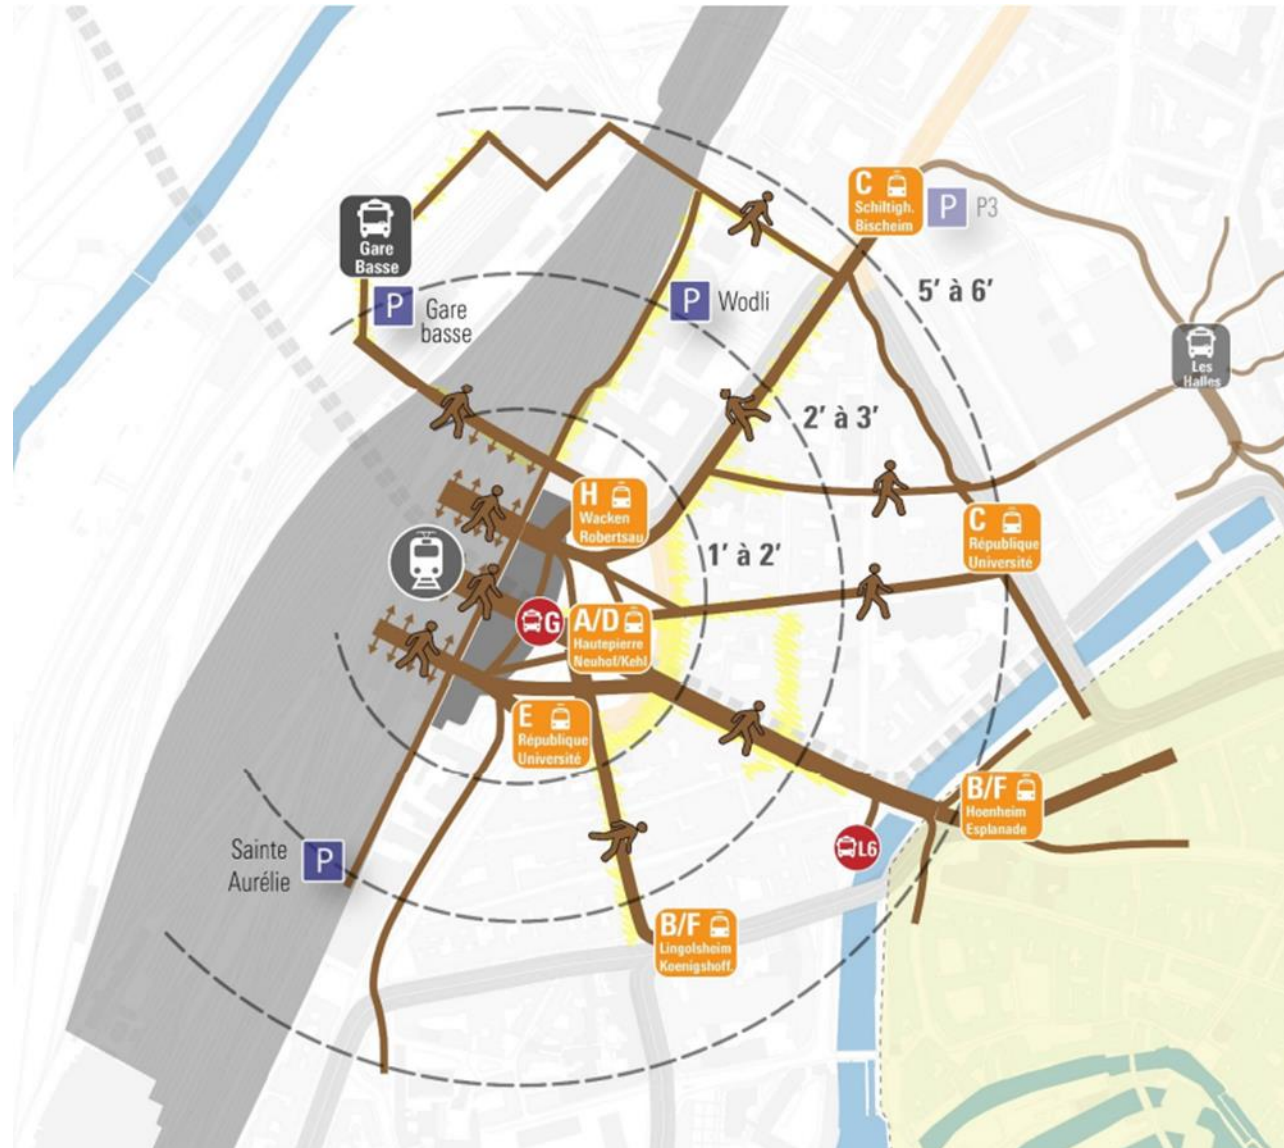 C
Schiltigh.
Bischeim
P
P3
Gare
Basse
P
Gare
basse
P
Wodli
5' à 6'
Les
Halles
2' à 3'
H
Wacken
Robertsau
C
République
Université
1' à 2'
G
A/D
Hautepierre
Neuhof/Kehl
E
République
Université
B/F
Hoenheim
Esplanade
L6
Sainte
Aurélie
P
B/F
Lingolsheim
Koenigshoff.